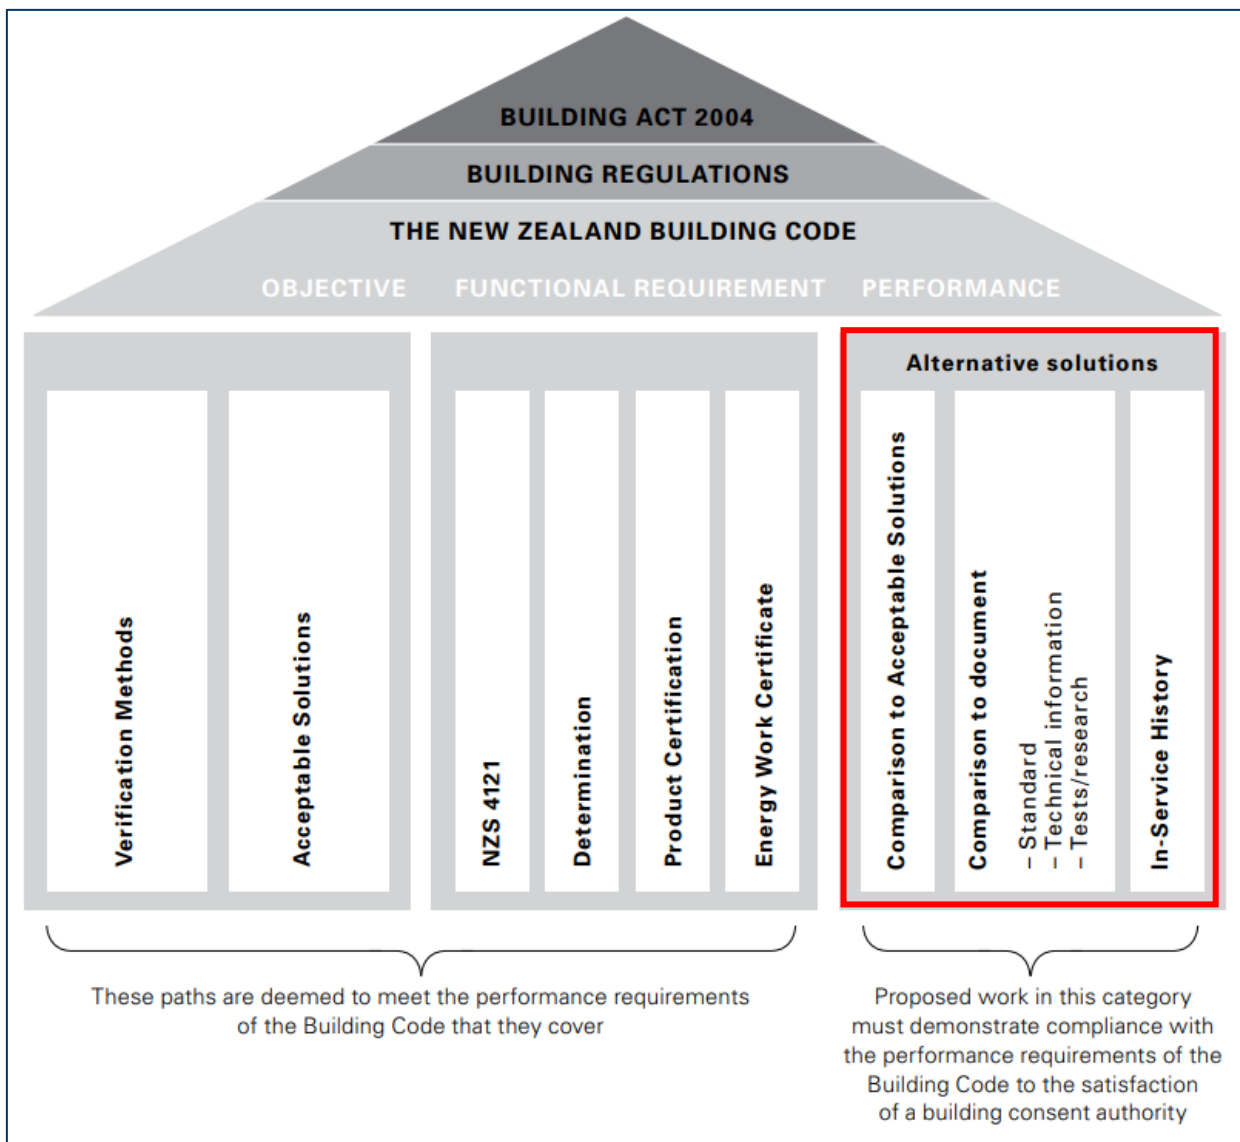 BUILDING ACT 2004
BUILDING REGULATIONS
THE NEW ZEALAND BUILDING CODE
OBJECTIVE FUNCTIONAL REQUIREMENT PERFORMANCE
Verification Methods
Acceptable Solutions
NZS 4121
Determination
Product Certification
Energy Work Certificate
Alternative solutions
Comparison to Acceptable Solutions
Comparison to document
– Standard
– Technical information
– Tests/research
In-Service History
These paths are deemed to meet the performance requirements
of the Building Code that they cover
Proposed work in this category
must demonstrate compliance with
the performance requirements of the
Building Code to the satisfaction
of a building consent authority